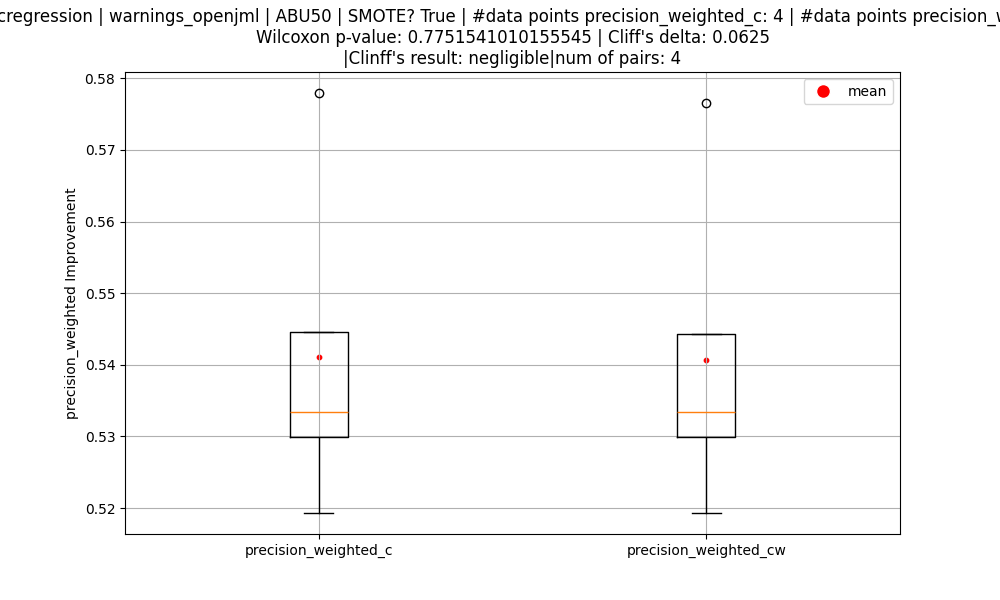 cregression | warnings_openjml | ABU50 | SMOTE? True | #data points precision_weighted_c: 4 | #data points
Wilcoxon p-value: 0.7751541010155545 | Cliff's delta: 0.0625
|Clinff's result: negligible|num of pairs: 4
0.58
mean
0.57
0.56
0.55
0.54
0.53
0.52
precision_weighted Improvement
precision_weighted_c
precision_weighted_cw